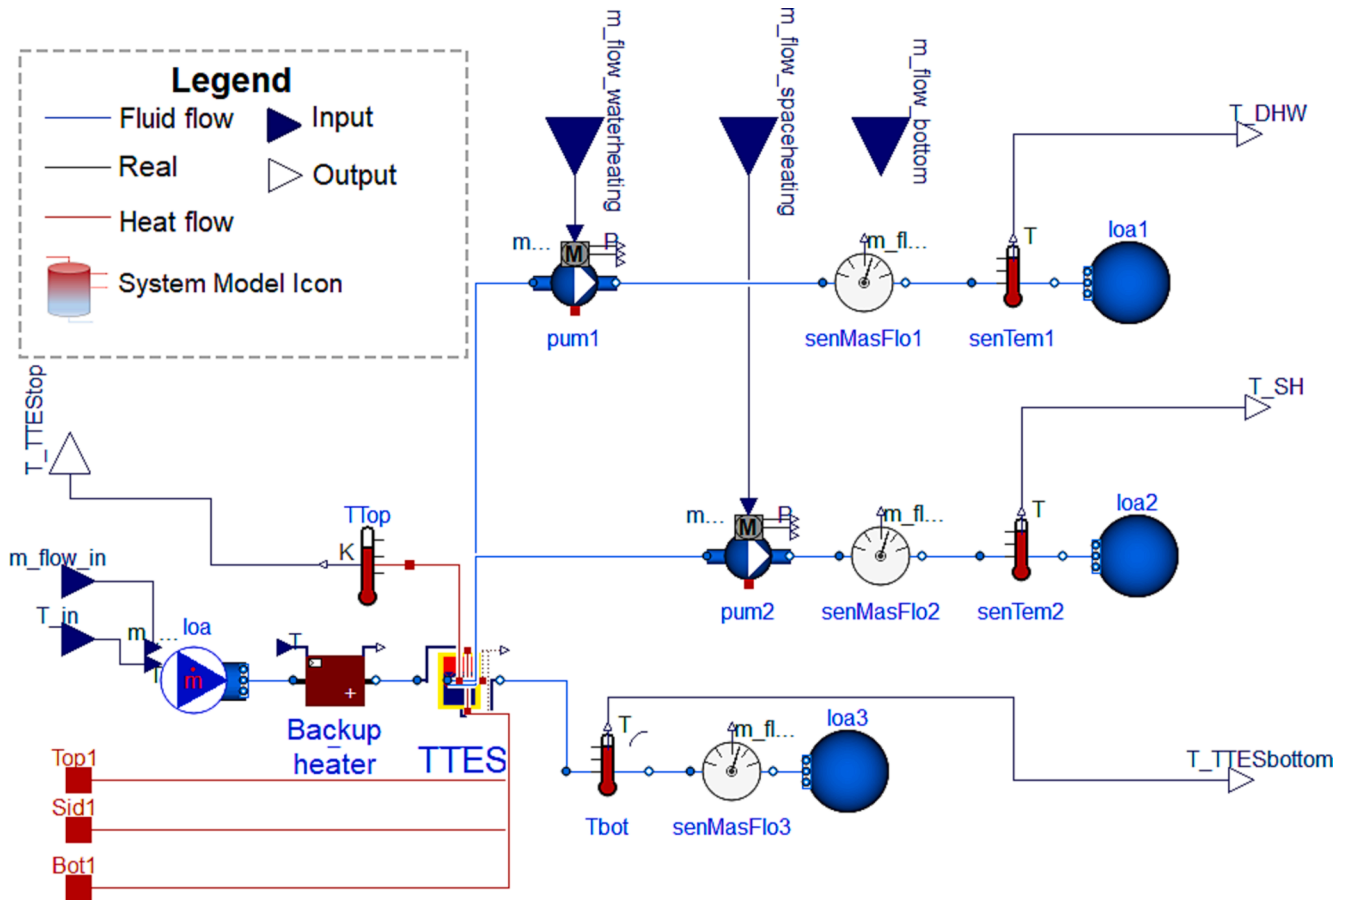 Legend
Fluid flow
Input
Real
Output
Heat flow
System Model Icon
m_flow_waterheating
m_flow_spaceheating
m_flow_bottom
T_DHW
m...
M
P
m_fl...
T
loa1
pum1
senMasFlo1
senTem1
T_SH
T_TTEStop
TTop
K
m...
M
P
m_fl...
T
loa2
pum2
senMasFlo2
senTem2
m_flow_in
T_in
m ...
loa
ṁ
T
Backup
heater
TTES
T
m_fl...
loa3
T_TTESbottom
Tbot
senMasFlo3
Top1
Sid1
Bot1